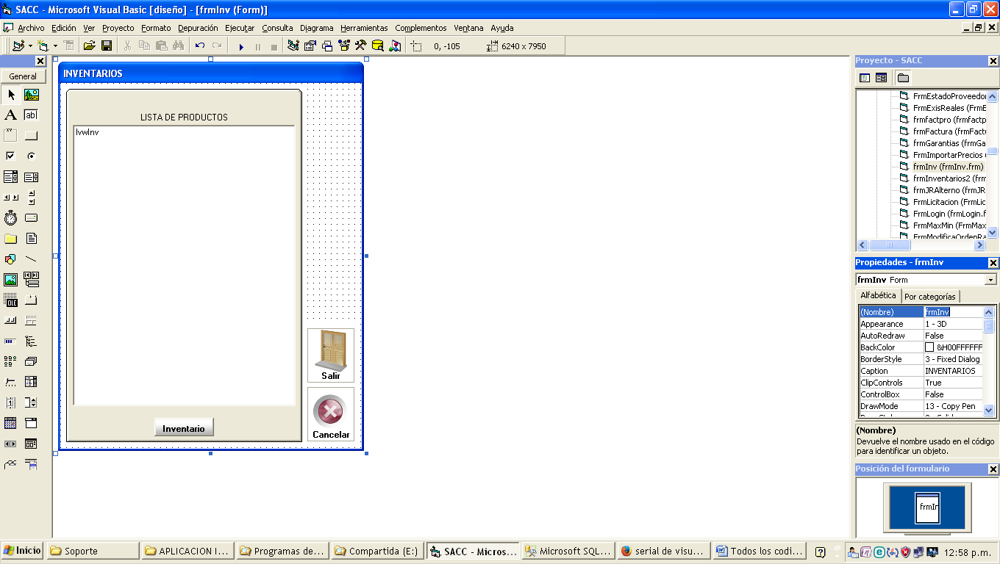 SACC - Microsoft Visual Basic [diseño] - [frmInv (Form)]
Archivo Edición Ver Proyecto Formato Depuración Ejecutar Consulta Diagrama Herramientas Complementos Ventana Ayuda
0, -105 6240 x 7950
General
A
ab|
xy
OLE
INVENTARIOS
LISTA DE PRODUCTOS
lvwInv
Salir
Cancelar
Inventario
Proyecto - SACC
FrmEstadoProveedor
FrmExisReales (FrmE
frmfactpro (frmfactp
frmFactura (frmFact
frmGarantias (frmGa
FrmImportarPrecios
frmInv (frmInv.frm)
frmInventarios2 (frm
frmJRAlterno (frmJR
FrmLicitacion (FrmLic
FrmLogin (frmLogin.f
FrmMaxMin (FrmMax
FrmModificaOrdenRa
Propiedades - frmInv
frmInv Form
Alfabética Por categorías
(Nombre) frmInv
Appearance 1 - 3D
AutoRedraw False
BackColor &H00FFFFFF
BorderStyle 3 - Fixed Dialog
Caption INVENTARIOS
ClipControls True
ControlBox False
DrawMode 13 - Copy Pen
(Nombre)
Devuelve el nombre usado en el código
para identificar un objeto.
Posición del formulario
frmIn
Inicio Soporte APLICACION I... Programas de... Compartida (E:) SACC - Micros... Microsoft SQL... serial de visu... Todos los codi... 12:58 p.m.